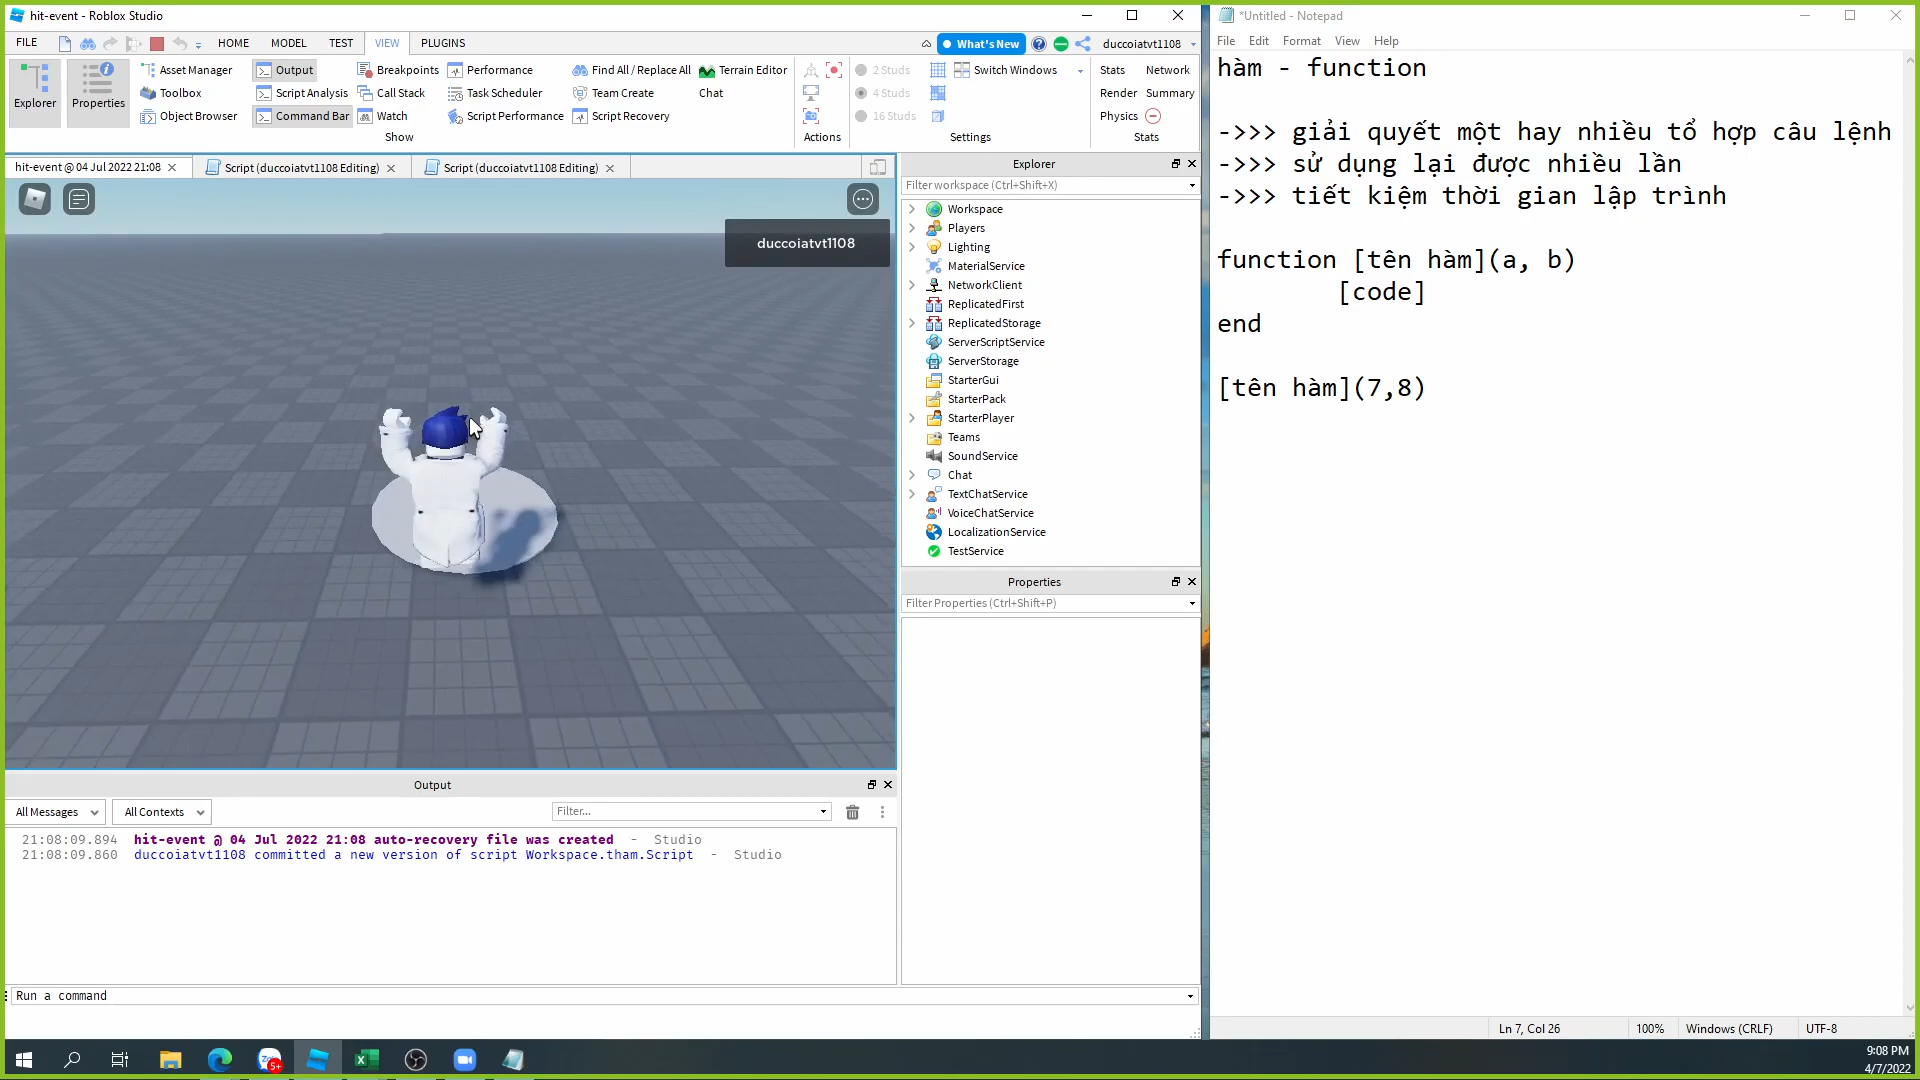 hit-event - Roblox Studio
FILE
HOME
MODEL
TEST
VIEW
PLUGINS
What's New
duccoiatvt1108
Explorer
Properties
Asset Manager
Toolbox
Object Browser
Output
Script Analysis
Command Bar
Breakpoints
Call Stack
Watch
Performance
Task Scheduler
Script Performance
Find All / Replace All
Team Create
Script Recovery
Terrain Editor
Chat
Show
Actions
2 Studs
4 Studs
16 Studs
Switch Windows
Settings
Stats
Network
Render
Summary
Physics
Stats
hit-event @ 04 Jul 2022 21:08
Script (duccoiatvt1108 Editing)
Script (duccoiatvt1108 Editing)
duccoiatvt1108
Explorer
Filter workspace (Ctrl+Shift+X)
Workspace
Players
Lighting
MaterialService
NetworkClient
ReplicatedFirst
ReplicatedStorage
ServerScriptService
ServerStorage
StarterGui
StarterPack
StarterPlayer
Teams
SoundService
Chat
TextChatService
VoiceChatService
LocalizationService
TestService
Properties
Filter Properties (Ctrl+Shift+P)
Output
All Messages
All Contexts
Filter...
21:08:09.894 hit-event @ 04 Jul 2022 21:08 auto-recovery file was created - Studio
21:08:09.860 duccoiatvt1108 committed a new version of script Workspace.tham.Script - Studio
Run a command
*Untitled - Notepad
File Edit Format View Help
hàm - function
->>> giải quyết một hay nhiều tổ hợp câu lệnh
->>> sử dụng lại được nhiều lần
->>> tiết kiệm thời gian lập trình
function [tên hàm](a, b)
[code]
end
[tên hàm](7,8)
Ln 7, Col 26
100%
Windows (CRLF)
UTF-8
Zalo
5+
9:08 PM
4/7/2022